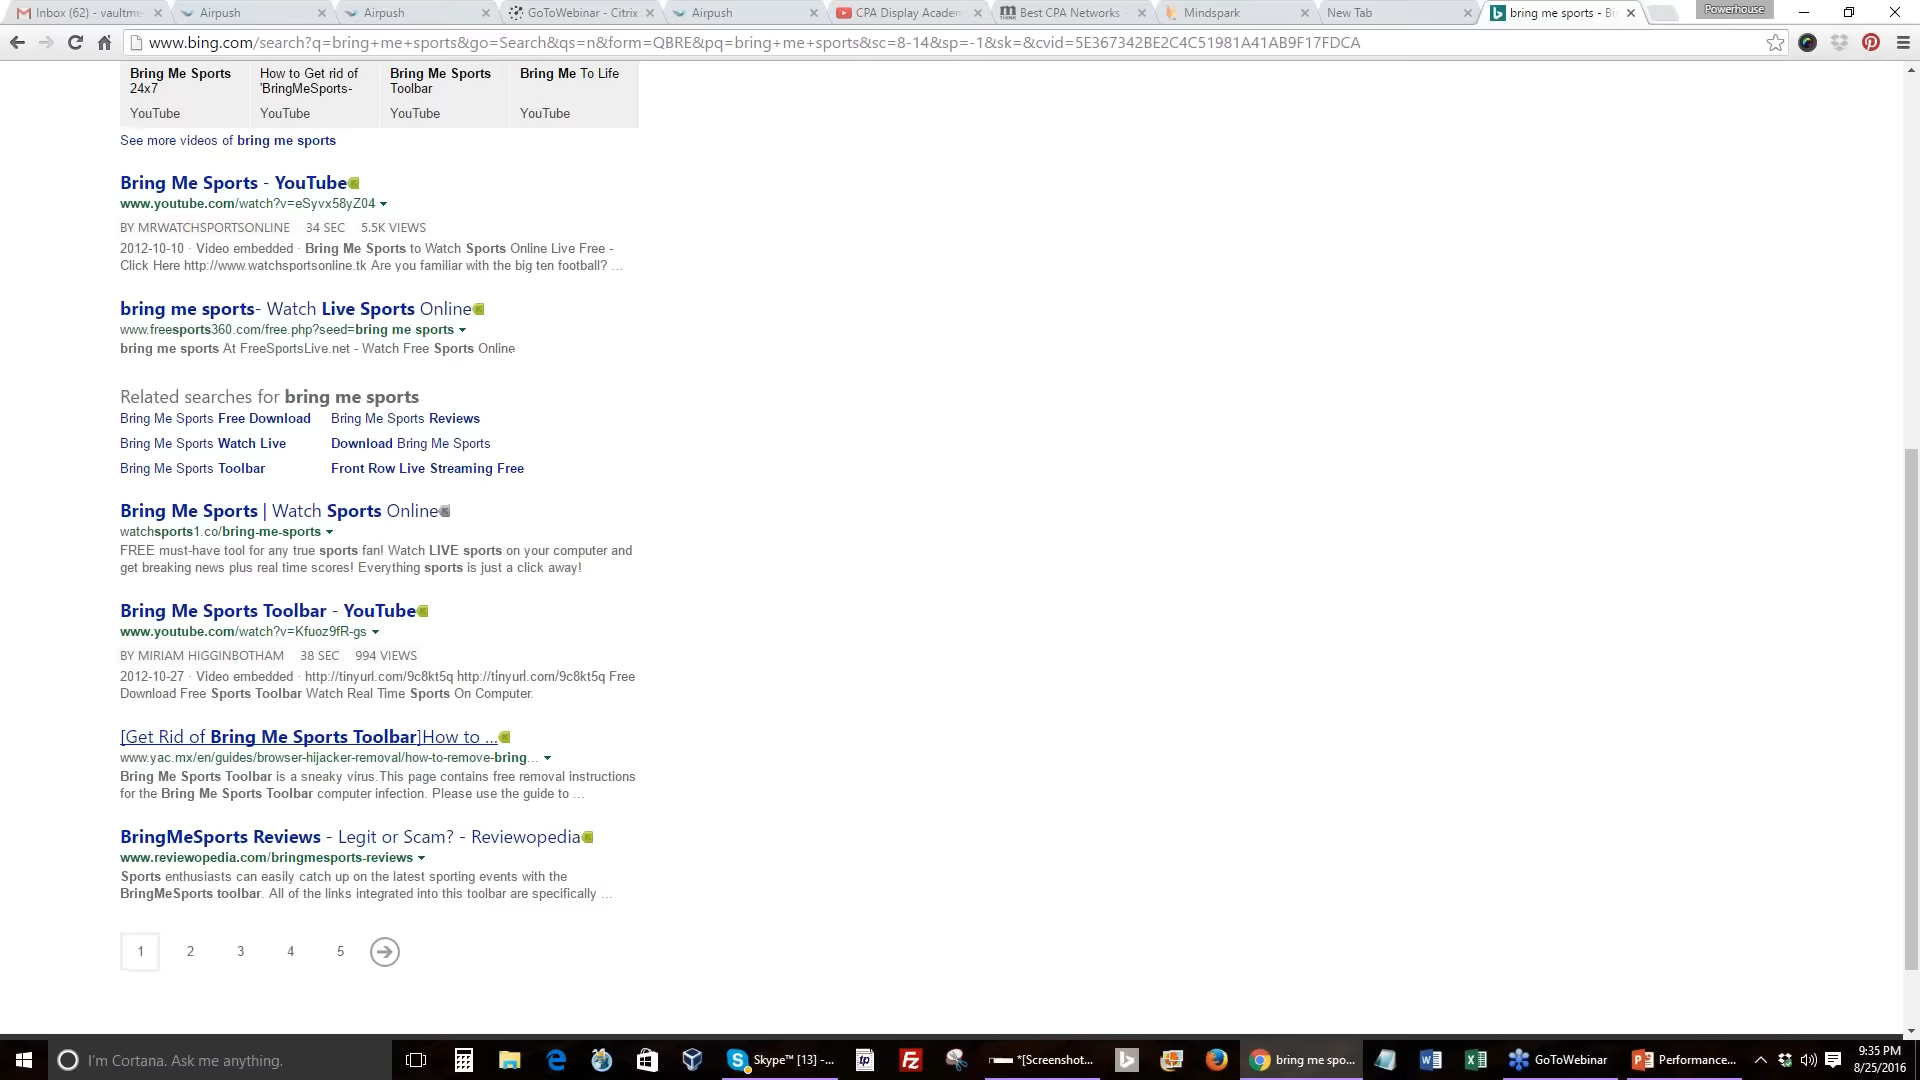 Inbox (62) - vaultme
Airpush
Airpush
GoToWebinar - Citrix
Airpush
CPA Display Academ
Best CPA Networks
Mindspark
New Tab
bring me sports - Bi
Powerhouse
www.bing.com/search?q=bring+me+sports&go=Search&qs=n&form=QBRE&pq=bring+me+sports&sc=8-14&sp=-1&sk=&cvid=5E367342BE2C4C51981A41AB9F17FDCA
Bring Me Sports 24x7
YouTube
How to Get rid of 'BringMeSports-
YouTube
Bring Me Sports Toolbar
YouTube
Bring Me To Life
YouTube
See more videos of bring me sports
Bring Me Sports - YouTube
www.youtube.com/watch?v=eSyvx58yZ04
BY MRWATCHSPORTSONLINE 34 SEC 5.5K VIEWS
2012-10-10 · Video embedded · Bring Me Sports to Watch Sports Online Live Free -
Click Here http://www.watchsportsonline.tk Are you familiar with the big ten football? ...
bring me sports- Watch Live Sports Online
www.freesports360.com/free.php?seed=bring me sports
bring me sports At FreeSportsLive.net - Watch Free Sports Online
Related searches for bring me sports
Bring Me Sports Free Download Bring Me Sports Reviews
Bring Me Sports Watch Live Download Bring Me Sports
Bring Me Sports Toolbar Front Row Live Streaming Free
Bring Me Sports | Watch Sports Online
watchsports1.co/bring-me-sports
FREE must-have tool for any true sports fan! Watch LIVE sports on your computer and
get breaking news plus real time scores! Everything sports is just a click away!
Bring Me Sports Toolbar - YouTube
www.youtube.com/watch?v=Kfuoz9fR-gs
BY MIRIAM HIGGINBOTHAM 38 SEC 994 VIEWS
2012-10-27 · Video embedded · http://tinyurl.com/9c8kt5q http://tinyurl.com/9c8kt5q Free
Download Free Sports Toolbar Watch Real Time Sports On Computer.
[Get Rid of Bring Me Sports Toolbar]How to ...
www.yac.mx/en/guides/browser-hijacker-removal/how-to-remove-bring...
Bring Me Sports Toolbar is a sneaky virus.This page contains free removal instructions
for the Bring Me Sports Toolbar computer infection. Please use the guide to ...
BringMeSports Reviews - Legit or Scam? - Reviewopedia
www.reviewopedia.com/bringmesports-reviews
Sports enthusiasts can easily catch up on the latest sporting events with the
BringMeSports toolbar. All of the links integrated into this toolbar are specifically ...
1 2 3 4 5
I'm Cortana. Ask me anything.
Skype™ [13] -...
*[Screenshot...
bring me spo...
GoToWebinar
Performance...
9:35 PM
8/25/2016